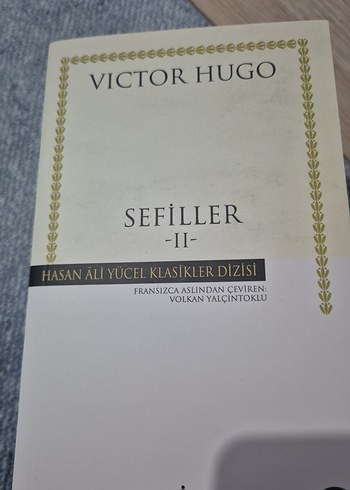 VICTOR HUGO
SEFİLLER
-II-
HASAN ÂLİ YÜCEL KLASİKLER DİZİSİ
FRANSIZCA ASLINDAN ÇEVİREN:
VOLKAN YALÇINTOKLU